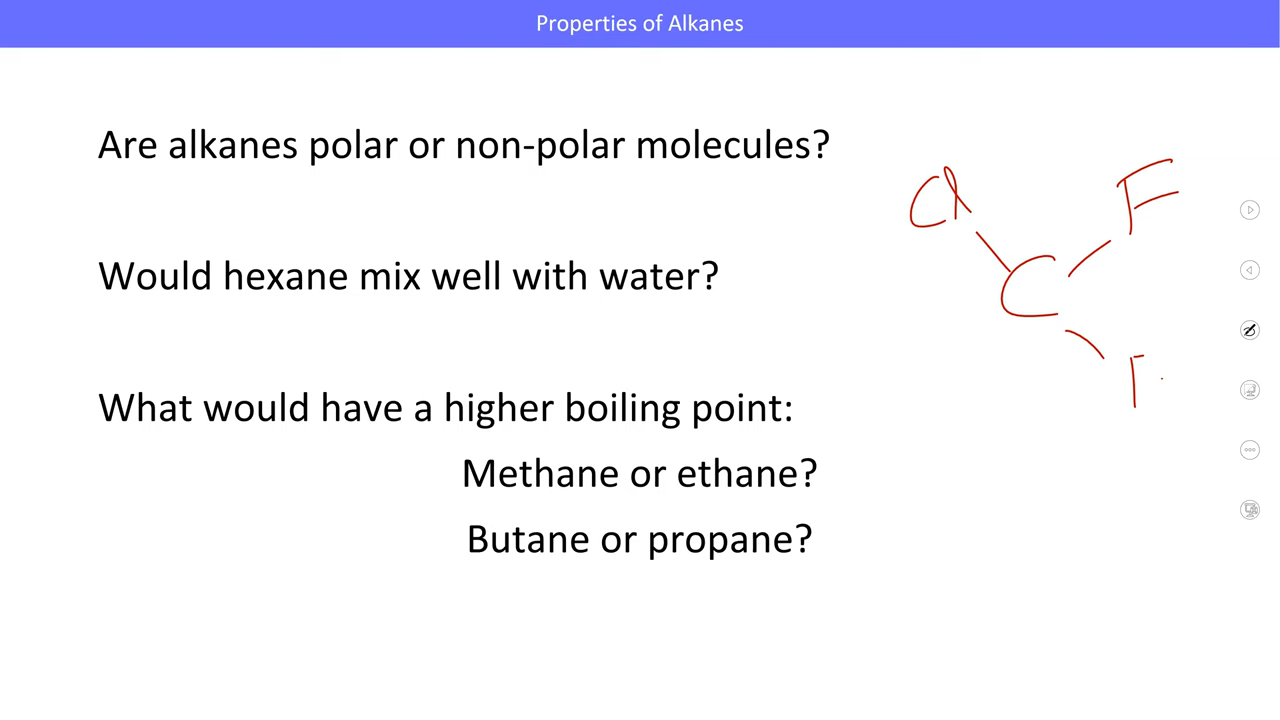 Properties of Alkanes
Are alkanes polar or non-polar molecules?
Would hexane mix well with water?
What would have a higher boiling point:
Methane or ethane?
Butane or propane?
Cl
F
C